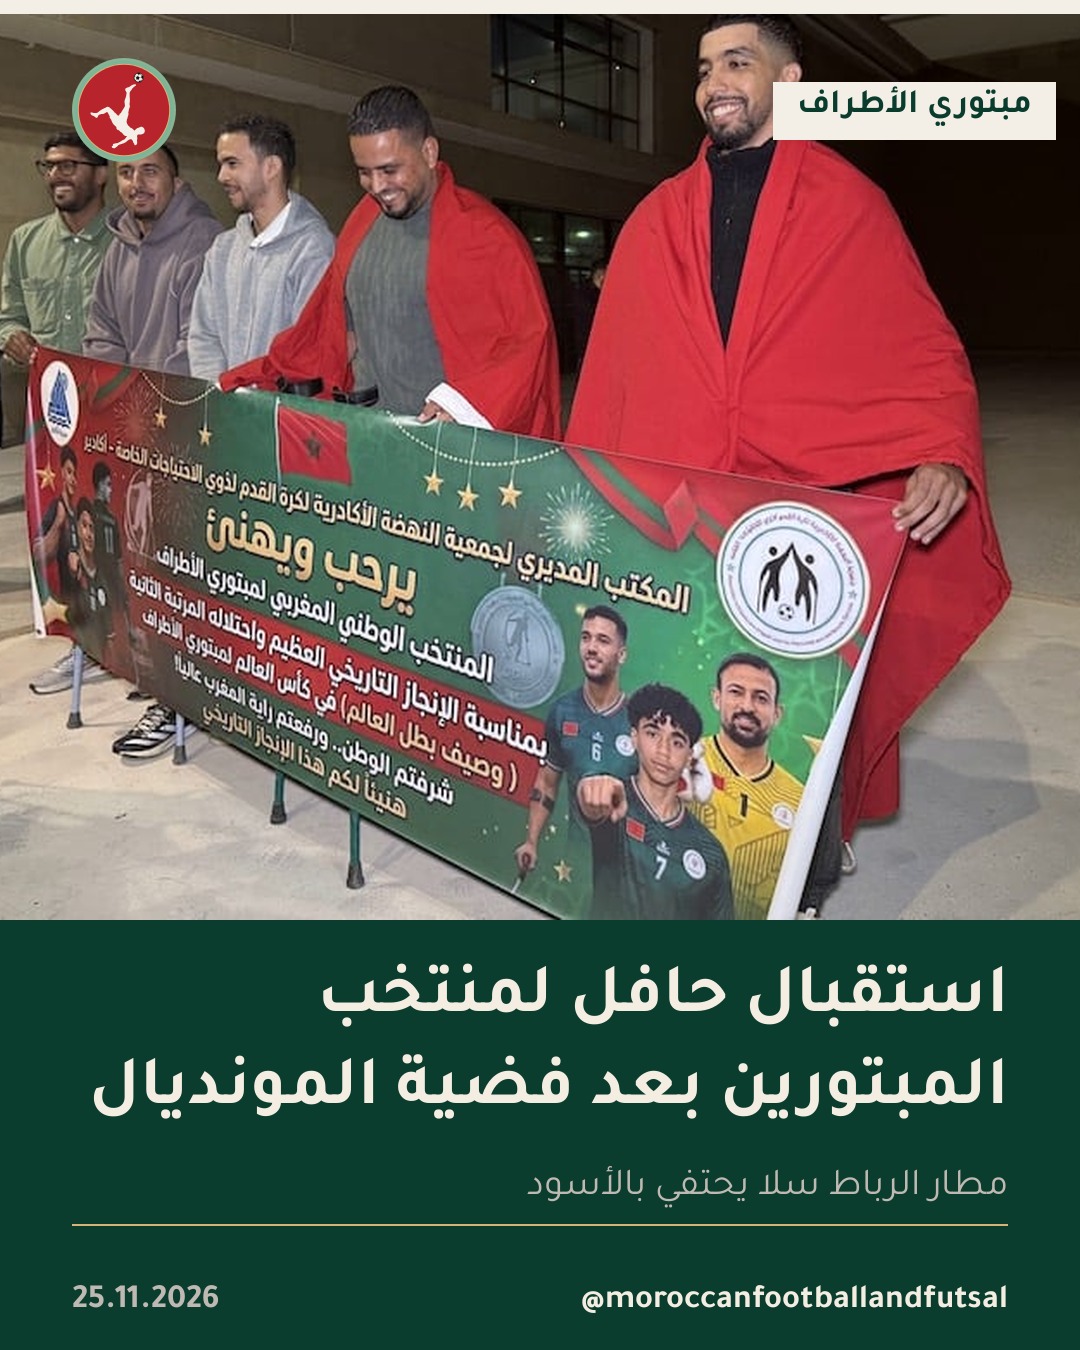 مبتوري الأطراف
المكتب المديري لجمعية النهضة الأكادرية لكرة القدم لذوي الاحتياجات الخاصة - أكادير
يرحب ويهنئ
المنتخب الوطني المغربي لمبتوري الأطراف
بمناسبة الإنجاز التاريخي العظيم واحتلاله المرتبة الثانية
( وصيف بطل العالم) في كأس العالم لمبتوري الأطراف
شرفتم الوطن.. ورفعتم راية المغرب عالياً!
هنيئاً لكم هذا الإنجاز التاريخي
6
7
1
استقبال حافل لمنتخب
المبتورين بعد فضية المونديال
مطار الرباط سلا يحتفي بالأسود
25.11.2026
@moroccanfootballandfutsal